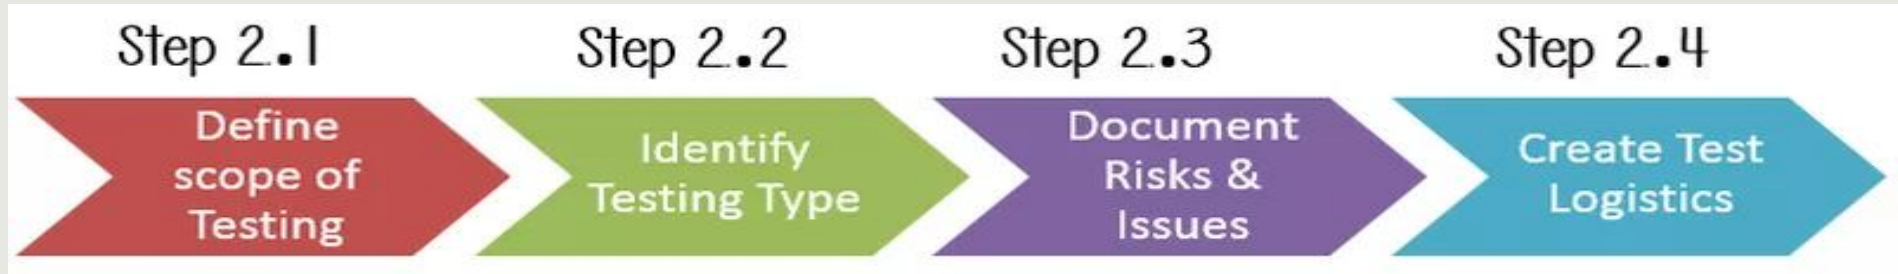 Step 2.1
Step 2.2
Step 2.3
Step 2.4
Define
scope of
Testing
Identify
Testing Type
Document
Risks &
Issues
Create Test
Logistics